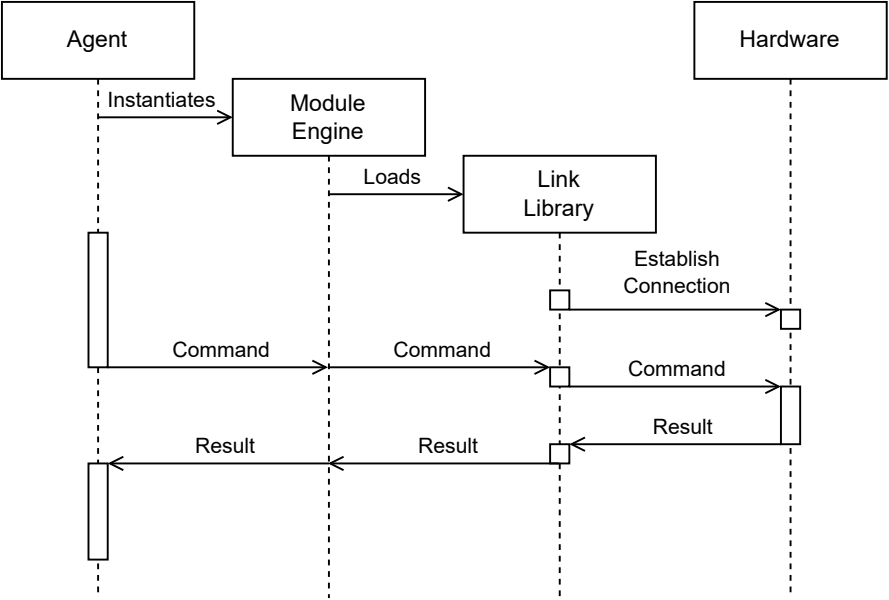 Agent
Hardware
Instantiates
Module
Engine
Loads
Link
Library
Establish
Connection
Command
Command
Command
Result
Result
Result